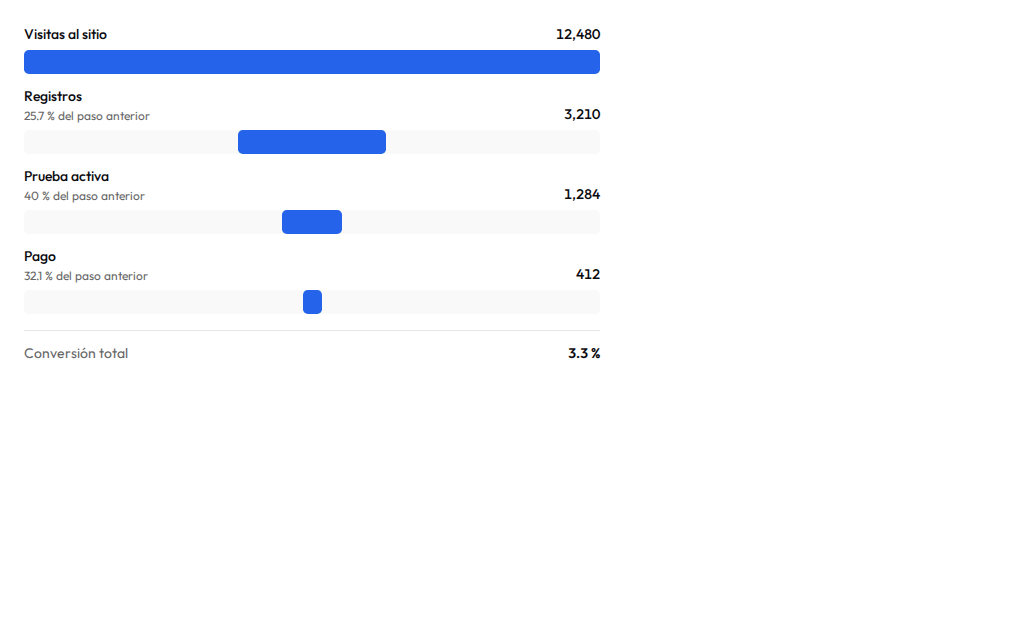 Visitas al sitio 12,480
Registros
25.7 % del paso anterior 3,210
Prueba activa
40 % del paso anterior 1,284
Pago
32.1 % del paso anterior 412
Conversión total 3.3 %